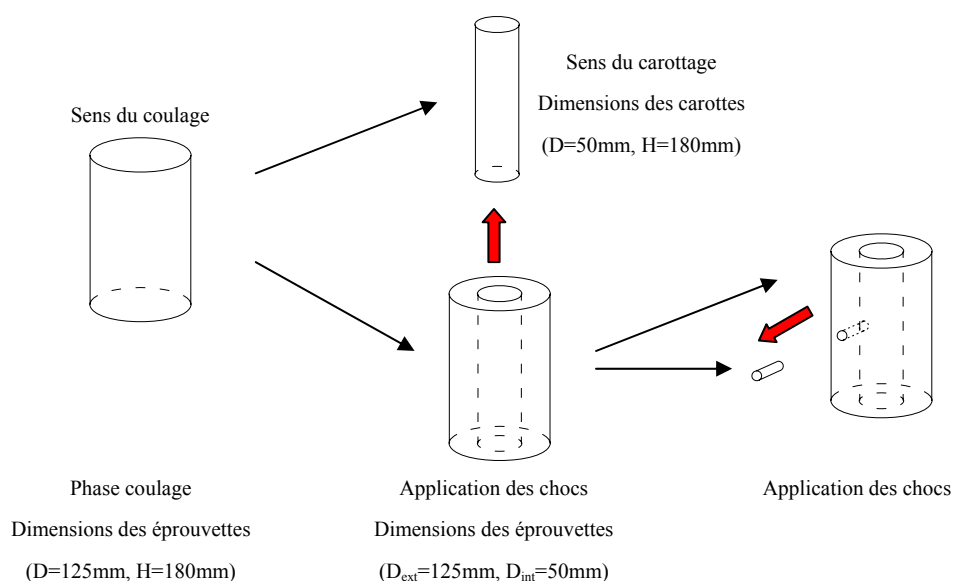 Sens du coulage
Sens du carottage
Dimensions des carottes
(D=50mm, H=180mm)
Phase coulage
Dimensions des éprouvettes
(D=125mm, H=180mm)
Application des chocs
Dimensions des éprouvettes
(Dext=125mm, Dint=50mm)
Application des chocs